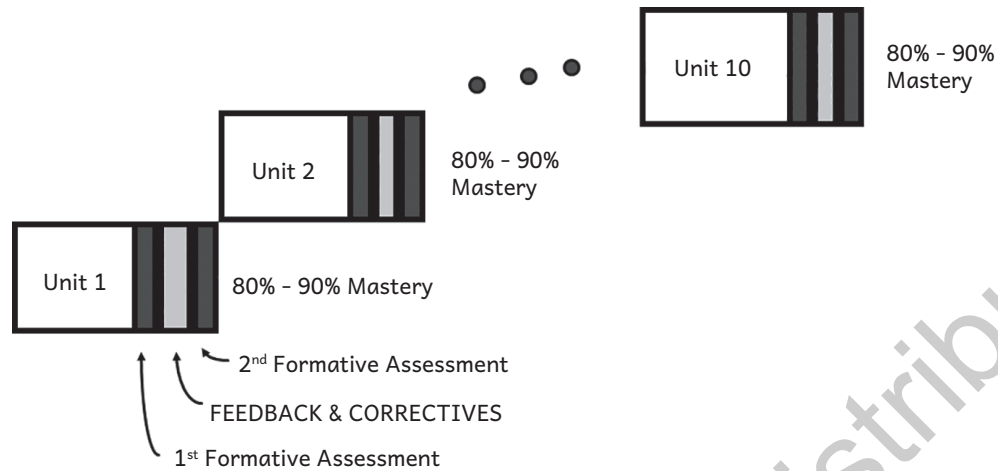 Unit 10
80% - 90%
Mastery
Unit 2
80% - 90%
Mastery
Unit 1
80% - 90% Mastery
2nd Formative Assessment
FEEDBACK & CORRECTIVES
1st Formative Assessment